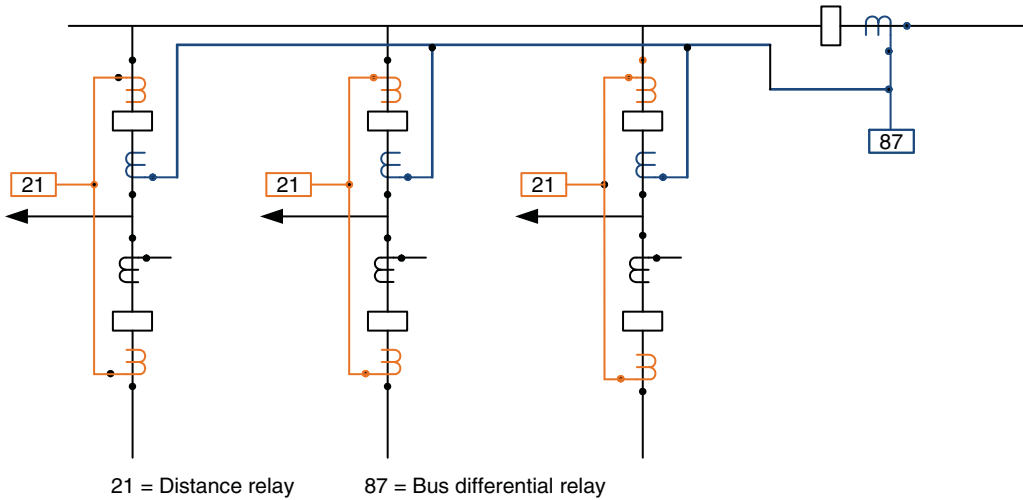 87
21
21
21
21 = Distance relay
87 = Bus differential relay